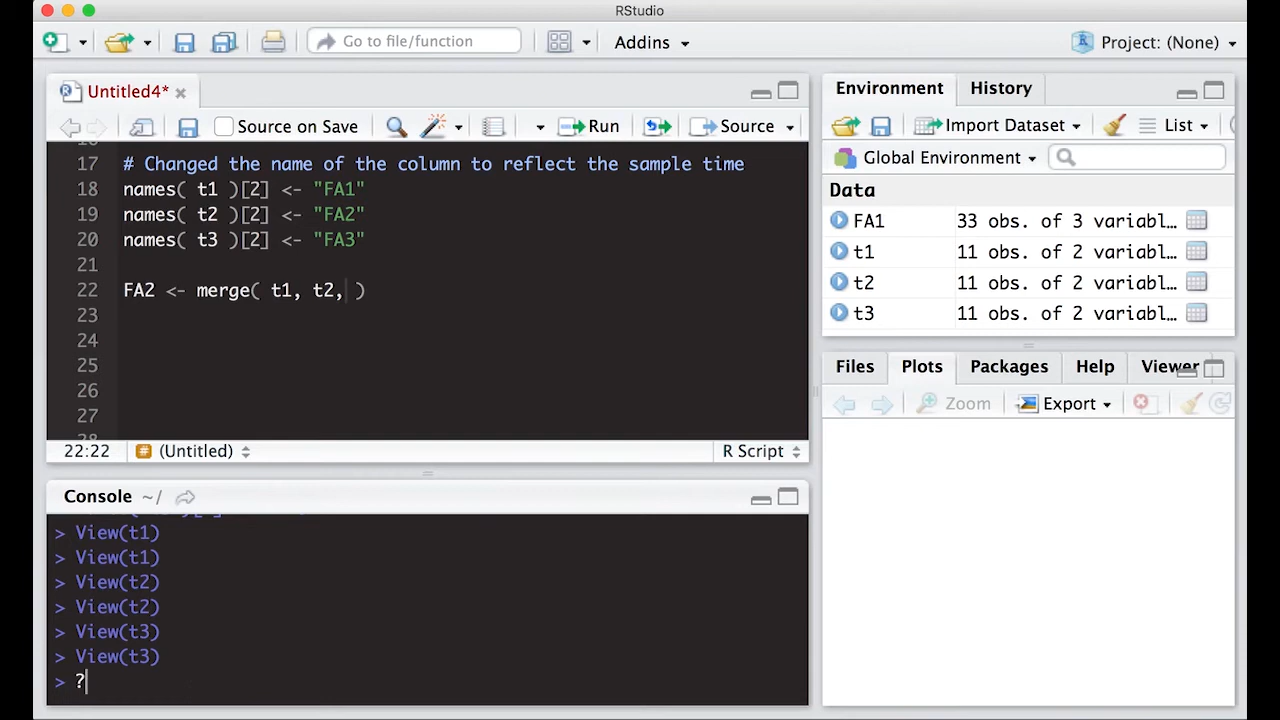 RStudio
Go to file/function
Addins
Project: (None)
Untitled4*
Source on Save
Run
Source
17 # Changed the name of the column to reflect the sample time
18 names( t1 )[2] <- "FA1"
19 names( t2 )[2] <- "FA2"
20 names( t3 )[2] <- "FA3"
21
22 FA2 <- merge( t1, t2, )
23
24
25
26
27
22:22
(Untitled)
R Script
Console ~/
> View(t1)
> View(t1)
> View(t2)
> View(t2)
> View(t3)
> View(t3)
> ?
Environment History
Import Dataset
List
Global Environment
Data
FA1 33 obs. of 3 variabl…
t1 11 obs. of 2 variabl…
t2 11 obs. of 2 variabl…
t3 11 obs. of 2 variabl…
Files Plots Packages Help Viewer
Zoom Export